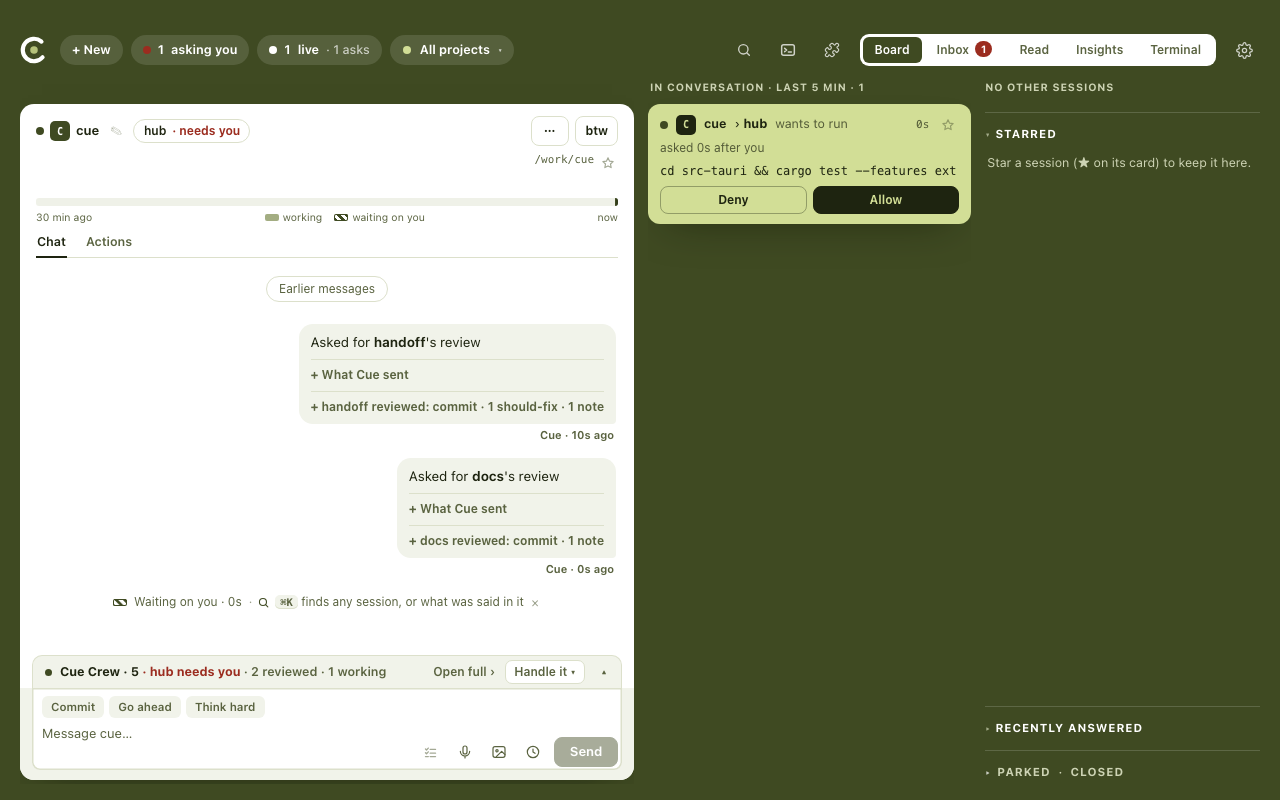 + New
1 asking you
1 live · 1 asks
All projects ·
Board
Inbox 1
Read
Insights
Terminal
C cue
hub · needs you
···
btw
/work/cue
30 min ago
working
waiting on you
now
Chat
Actions
Earlier messages
Asked for handoff's review
+ What Cue sent
+ handoff reviewed: commit · 1 should-fix · 1 note
Cue · 10s ago
Asked for docs's review
+ What Cue sent
+ docs reviewed: commit · 1 note
Cue · 0s ago
Waiting on you · 0s · ⌘K finds any session, or what was said in it ×
Cue Crew · 5 · hub needs you · 2 reviewed · 1 working
Open full ›
Handle it ▾
Commit
Go ahead
Think hard
Message cue…
Send
IN CONVERSATION · LAST 5 MIN · 1
C cue › hub wants to run 0s
asked 0s after you
cd src-tauri && cargo test --features ext
Deny
Allow
NO OTHER SESSIONS
STARRED
Star a session (★ on its card) to keep it here.
RECENTLY ANSWERED
PARKED · CLOSED